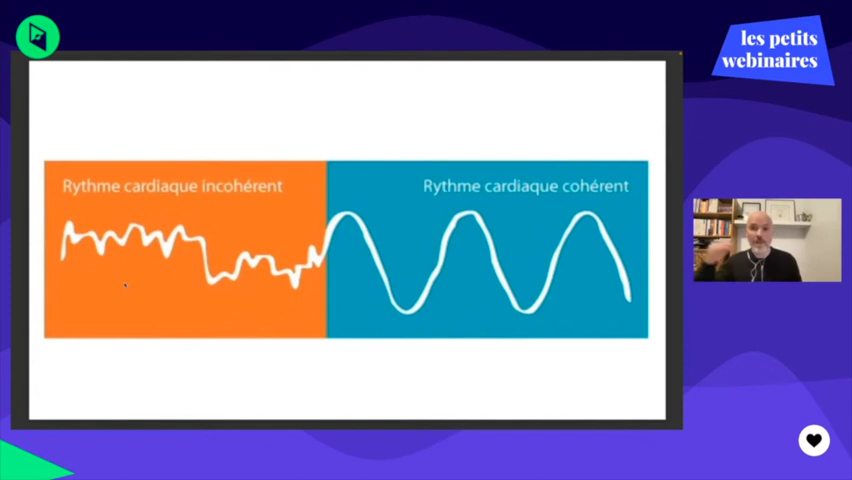 les petits
webinaires
Rythme cardiaque incohérent
Rythme cardiaque cohérent